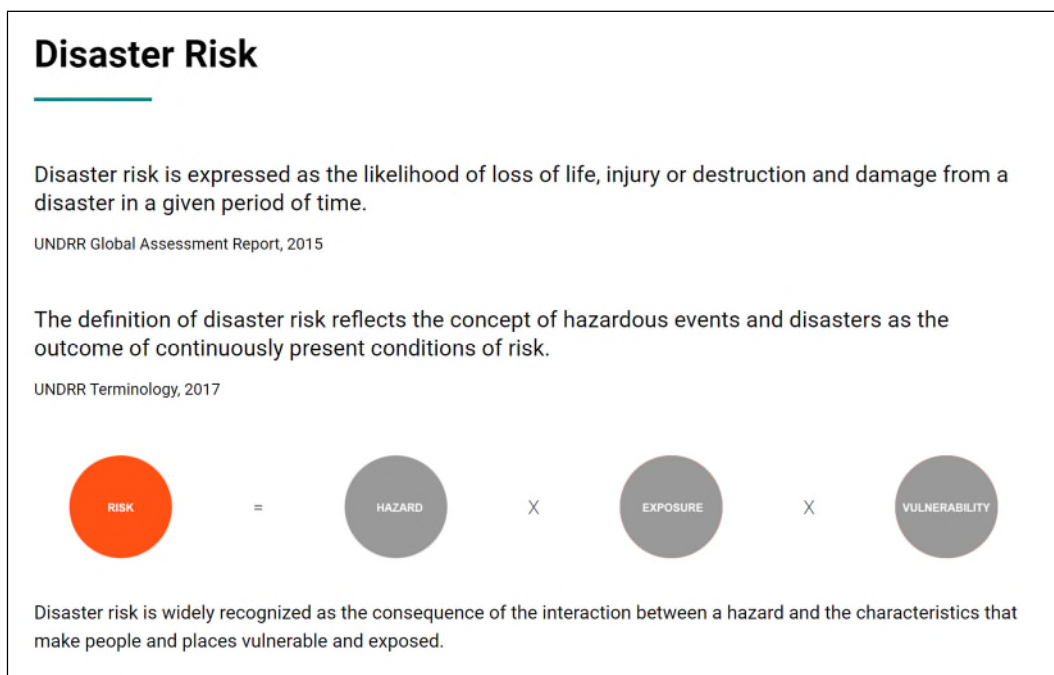 Disaster Risk
Disaster risk is expressed as the likelihood of loss of life, injury or destruction and damage from a
disaster in a given period of time.
UNDRR Global Assessment Report, 2015
The definition of disaster risk reflects the concept of hazardous events and disasters as the
outcome of continuously present conditions of risk.
UNDRR Terminology, 2017
RISK = HAZARD X EXPOSURE X VULNERABILITY
Disaster risk is widely recognized as the consequence of the interaction between a hazard and the characteristics that
make people and places vulnerable and exposed.